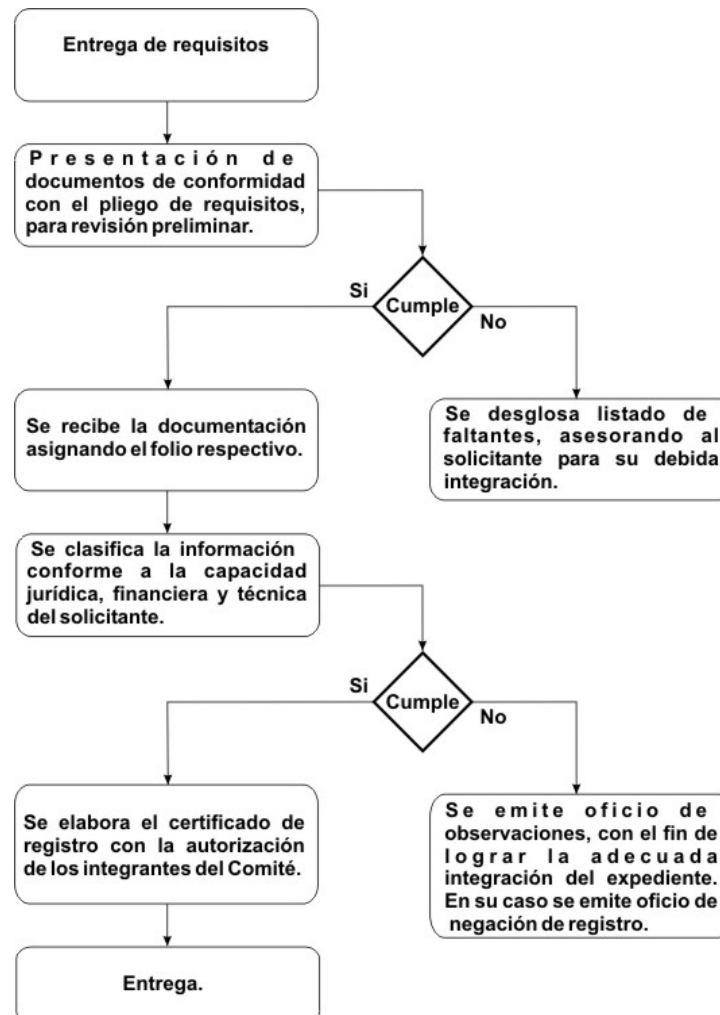 Entrega de requisitos
Presentación de
documentos de conformidad
con el pliego de requisitos,
para revisión preliminar.
Si
Cumple
No
Se recibe la documentación
asignando el folio respectivo.
Se desglosa listado de
faltantes, asesorando al
solicitante para su debida
integración.
Se clasifica la información
conforme a la capacidad
jurídica, financiera y técnica
del solicitante.
Si
Cumple
No
Se elabora el certificado de
registro con la autorización
de los integrantes del Comité.
Se emite oficio de
observaciones, con el fin de
lograr la adecuada
integración del expediente.
En su caso se emite oficio de
negación de registro.
Entrega.